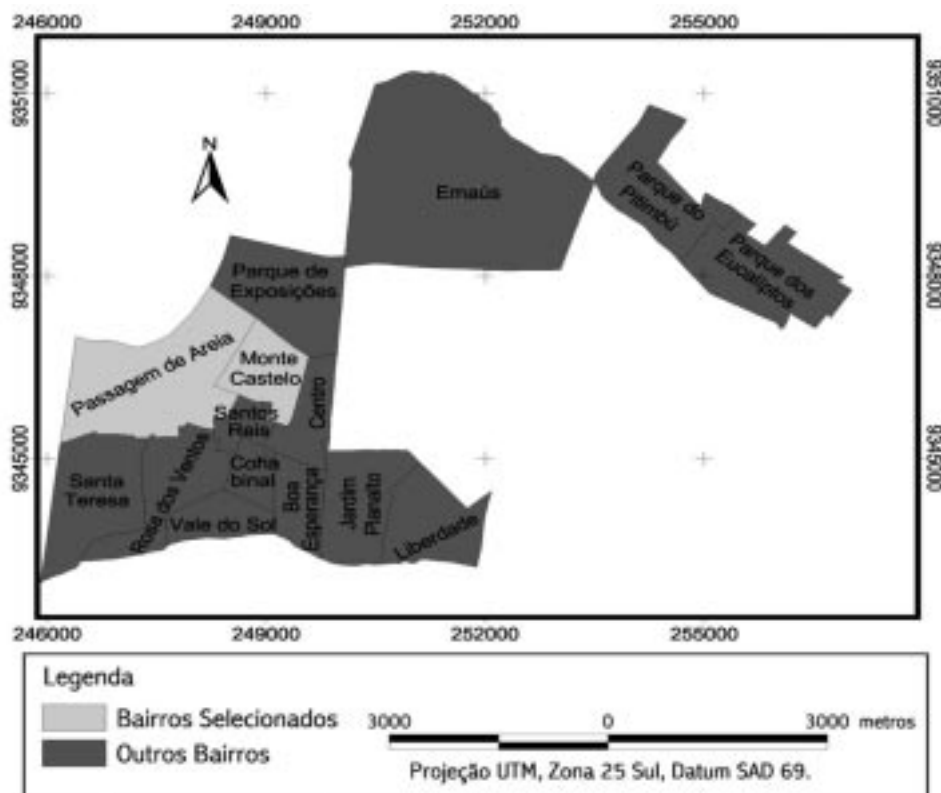 246000 249000 252000 255000
9351000 9351000
N
Emaús
Parque do
Pitimbú
Parque dos
Eucaliptos
9348000 9348000
Parque de
Exposições
Passagem de Areia
Monte
Castelo
Centro
Santos
Reis
9345000 9345000
Santa
Teresa
Rosa dos Ventos
Coha
binal
Boa
Esperança
Jardim
Planalto
Vale do Sol
Liberdade
246000 249000 252000 255000
Legenda
Bairros Selecionados
Outros Bairros
3000 0 3000 metros
Projeção UTM, Zona 25 Sul, Datum SAD 69.